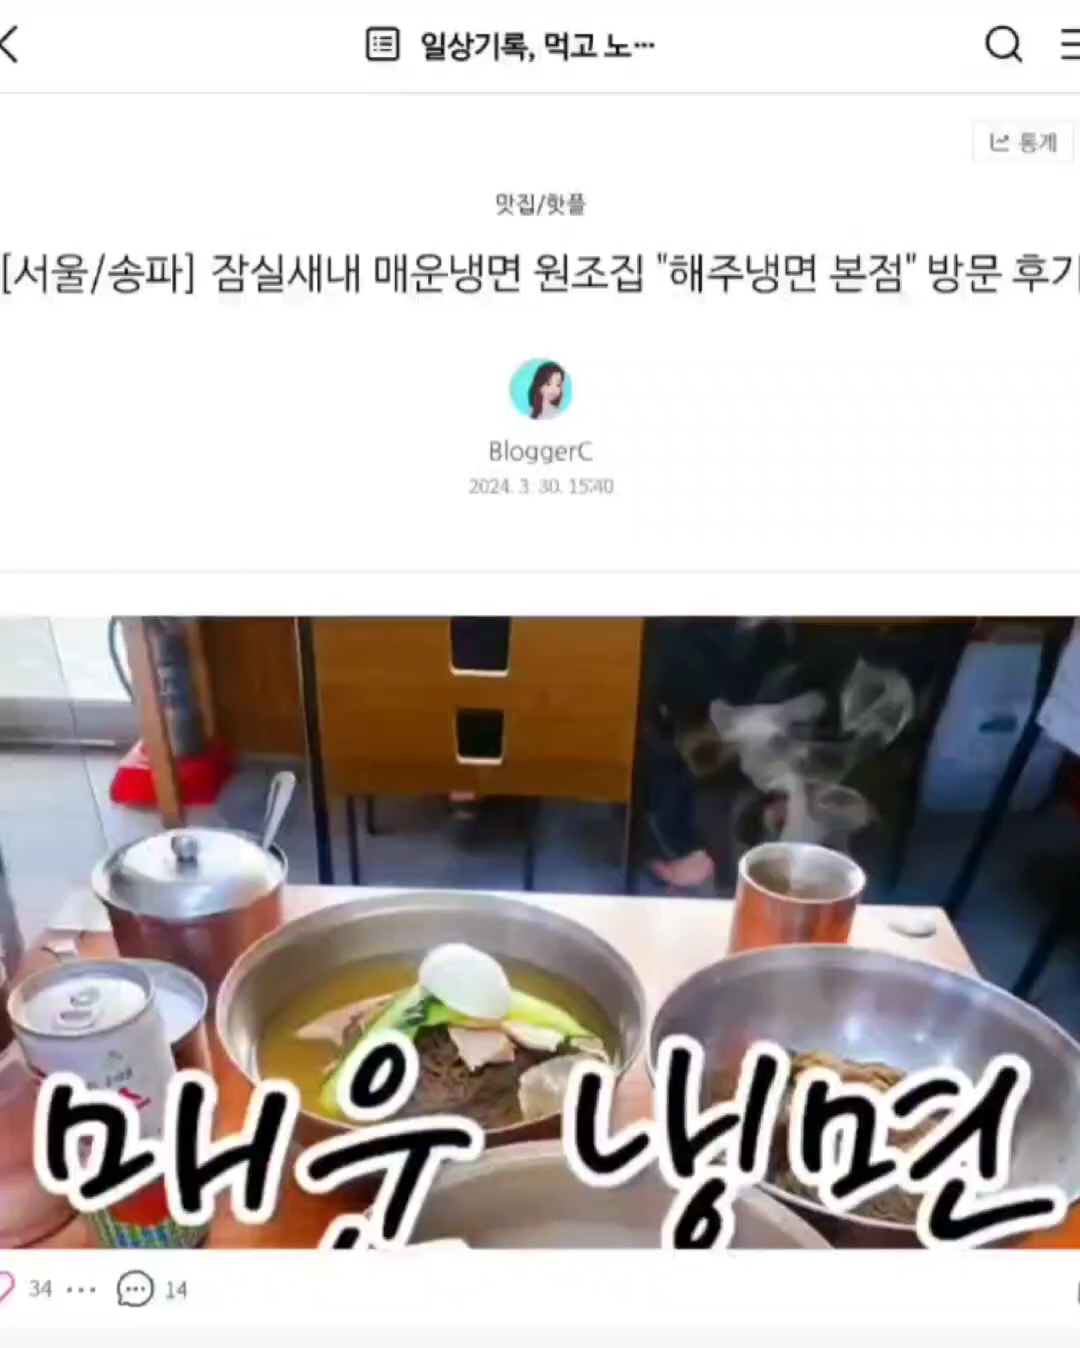 일상기록, 먹고 노···
통계
맛집/핫플
[서울/송파] 잠실새내 매운냉면 원조집 "해주냉면 본점" 방문 후기
BloggerC
2024. 3. 30. 15:40
매운 냉면
34 ··· 14